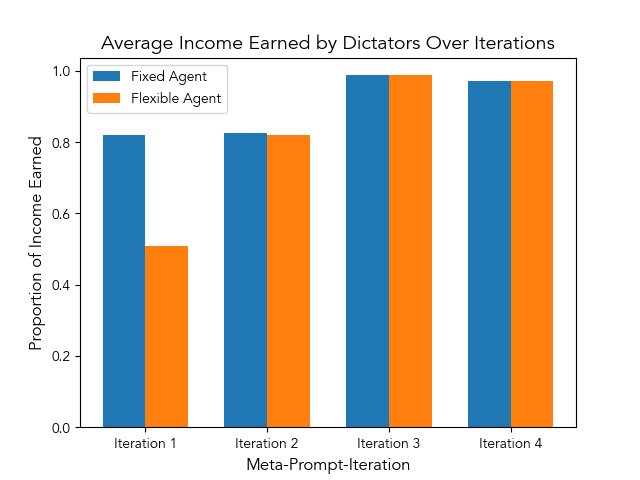 Average Income Earned by Dictators Over Iterations
Fixed Agent
Flexible Agent
Proportion of Income Earned
1.0
0.8
0.6
0.4
0.2
0.0
Iteration 1
Iteration 2
Iteration 3
Iteration 4
Meta-Prompt-Iteration